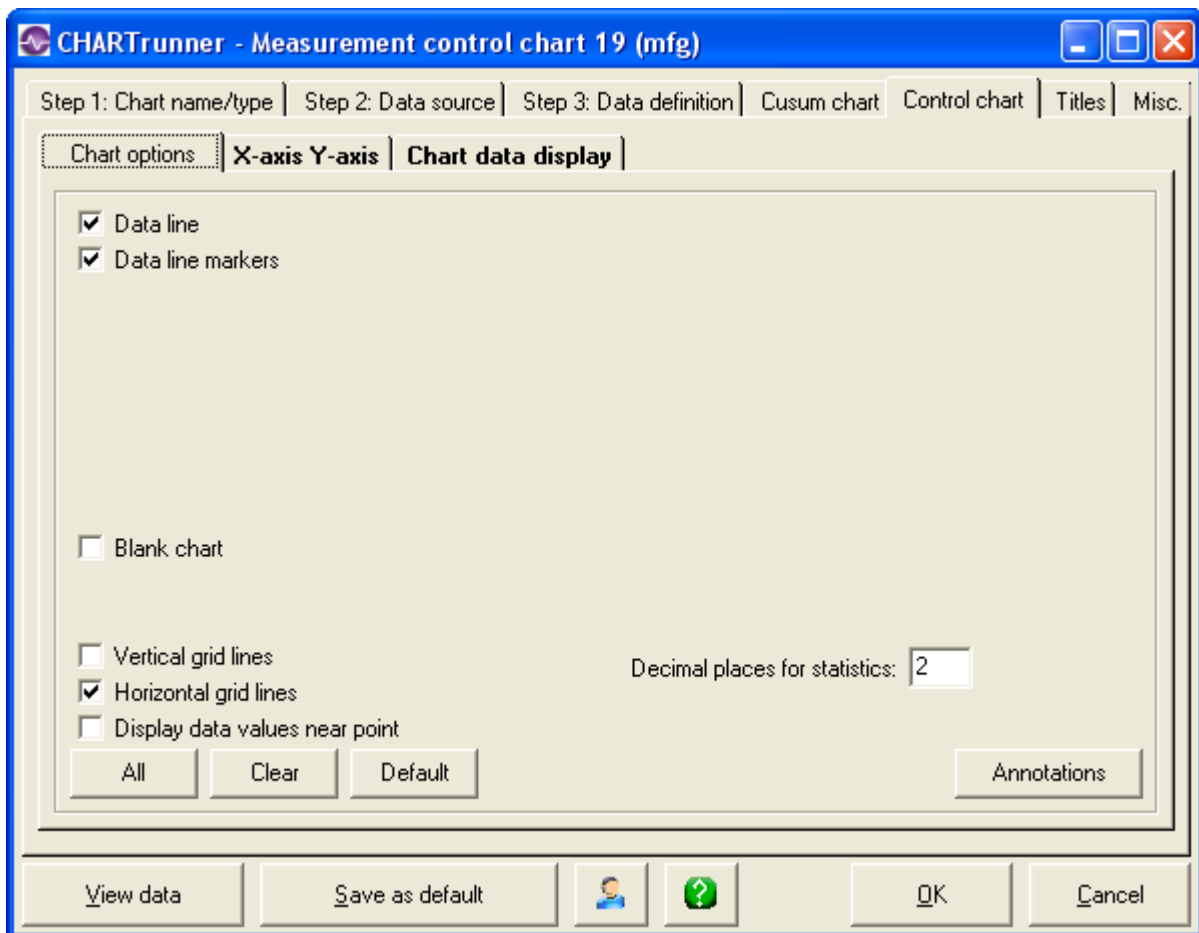 CHARTrunner - Measurement control chart 19 (mfg)
Step 1: Chart name/type Step 2: Data source Step 3: Data definition Cusum chart Control chart Titles Misc.
Chart options X-axis Y-axis Chart data display
Data line
Data line markers
Blank chart
Vertical grid lines
Decimal places for statistics: 2
Horizontal grid lines
Display data values near point
All Clear Default Annotations
View data Save as default ? OK Cancel